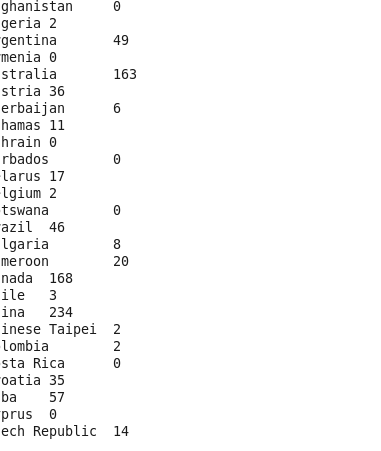 ghanistan 0
geria 2
gentina 49
menia 0
stralia 163
stria 36
erbaijan 6
hamas 11
hrain 0
rbados 0
larus 17
lgium 2
tswana 0
azil 46
lgaria 8
meroon 20
nada 168
ile 3
ina 234
inese Taipei 2
lombia 2
sta Rica 0
oatia 35
ba 57
prus 0
ech Republic 14